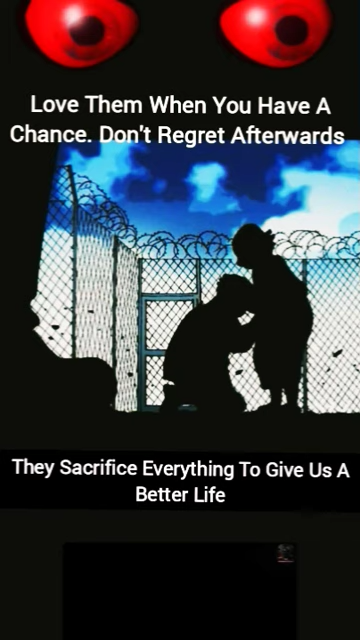 Love Them When You Have A
Chance. Don't Regret Afterwards
They Sacrifice Everything To Give Us A
Better Life